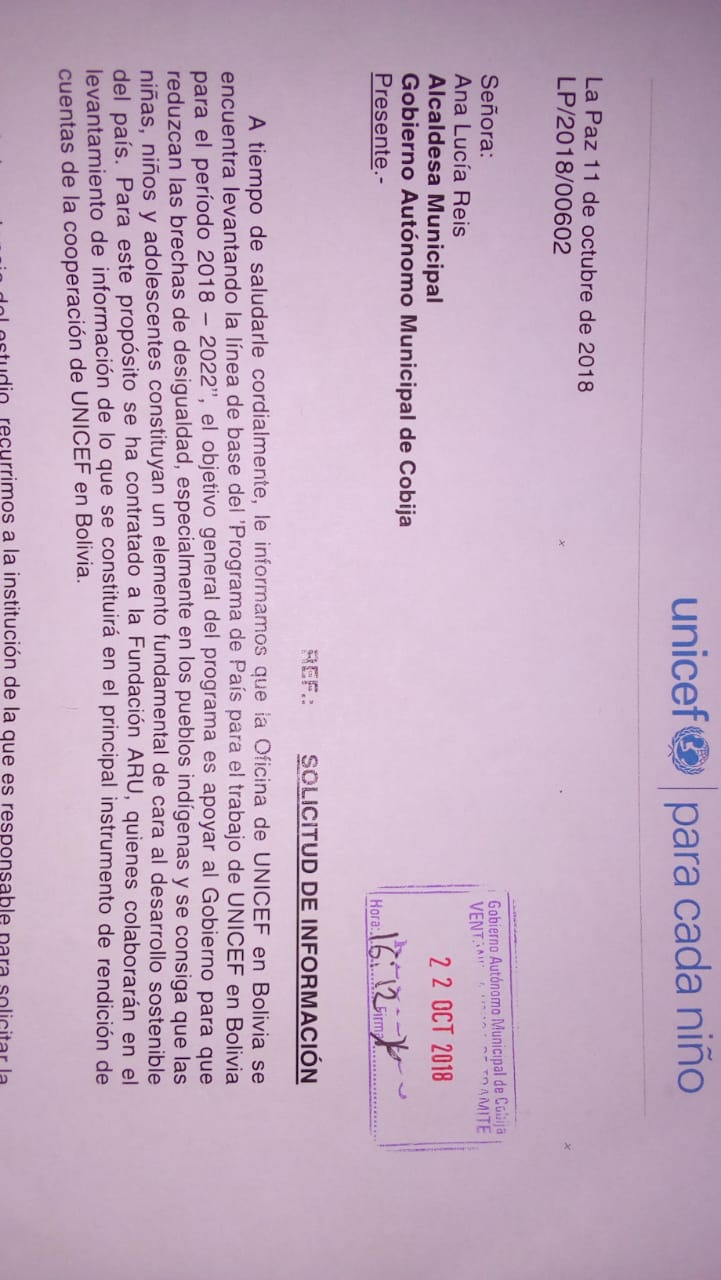 unicef | para cada niño
La Paz 11 de octubre de 2018
LP/2018/00602
Señora:
Ana Lucía Reis
Alcaldesa Municipal
Gobierno Autónomo Municipal de Cobija
Presente.-
Gobierno Autónomo Municipal de Cobija
TRAMITE
22 OCT 2018
Hora: 16:12 Firma
REF: SOLICITUD DE INFORMACIÓN
A tiempo de saludarle cordialmente, le informamos que la Oficina de UNICEF en Bolivia se
encuentra levantando la línea de base del 'Programa de País para el trabajo de UNICEF en Bolivia
para el período 2018 – 2022", el objetivo general del programa es apoyar al Gobierno para que
reduzcan las brechas de desigualdad, especialmente en los pueblos indígenas y se consiga que las
niñas, niños y adolescentes constituyan un elemento fundamental de cara al desarrollo sostenible
del país. Para este propósito se ha contratado a la Fundación ARU, quienes colaborarán en el
levantamiento de información de lo que se constituirá en el principal instrumento de rendición de
cuentas de la cooperación de UNICEF en Bolivia.
del estudio, recurrimos a la institución de la que es responsable para solicitar la